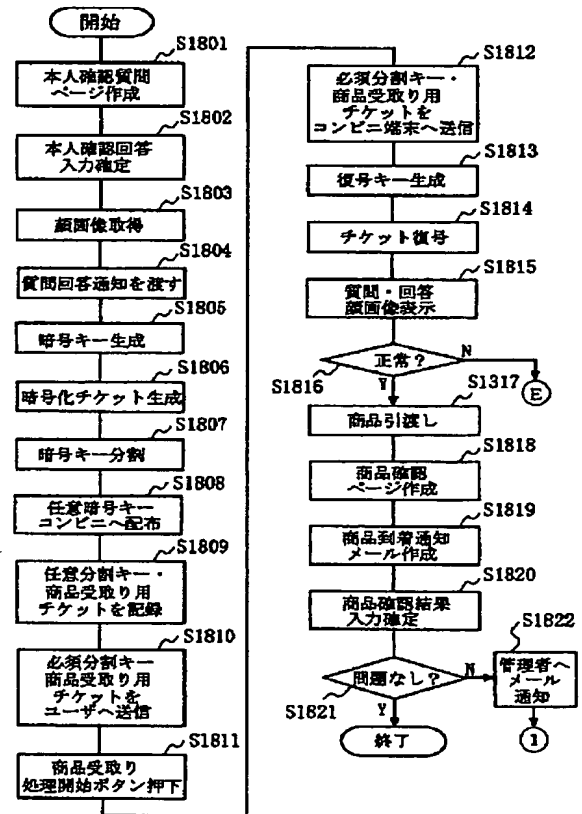 開始
S1801
本人確認質問
ページ作成
S1802
本人確認回答
入力確定
S1803
顔画像取得
S1804
質問回答通知を渡す
S1805
暗号キー生成
S1806
暗号化チケット生成
S1807
暗号キー分割
S1808
任意暗号キー
コンビニへ配布
S1809
任意分割キー・
商品受取り用
チケットを記録
S1810
必須分割キー
商品受取り用
チケットを
ユーザへ送信
S1811
商品受取り
処理開始ボタン押下
S1812
必須分割キー・
商品受取り用
チケットを
コンビニ端末へ送信
S1813
復号キー生成
S1814
チケット復号
S1815
質問・回答
顔画像表示
正常?
N
S1816
Y
E
S1317
商品引渡し
S1818
商品確認
ページ作成
S1819
商品到着通知
メール作成
S1820
商品確認結果
入力確定
S1822
問題なし?
N
管理者へ
メール
通知
S1821
Y
終了
1